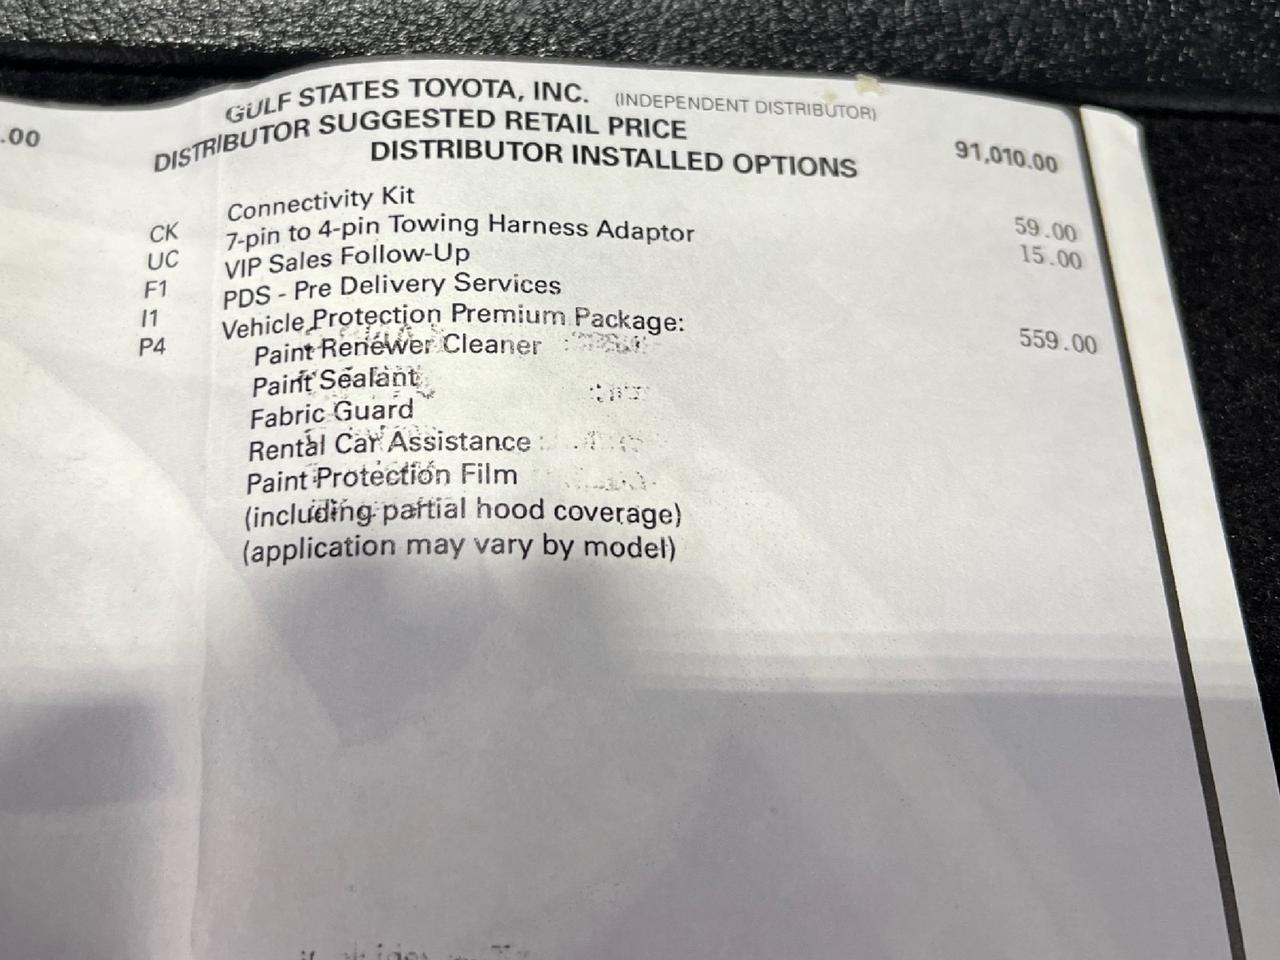 .00
GULF STATES TOYOTA, INC. (INDEPENDENT DISTRIBUTOR)
DISTRIBUTOR SUGGESTED RETAIL PRICE 91,010.00
DISTRIBUTOR INSTALLED OPTIONS
CK Connectivity Kit 59.00
UC 7-pin to 4-pin Towing Harness Adaptor 15.00
F1 VIP Sales Follow-Up
I1 PDS - Pre Delivery Services
P4 Vehicle Protection Premium Package: 559.00
Paint Renewer Cleaner
Paint Sealant
Fabric Guard
Rental Car Assistance
Paint Protection Film
(including partial hood coverage)
(application may vary by model)